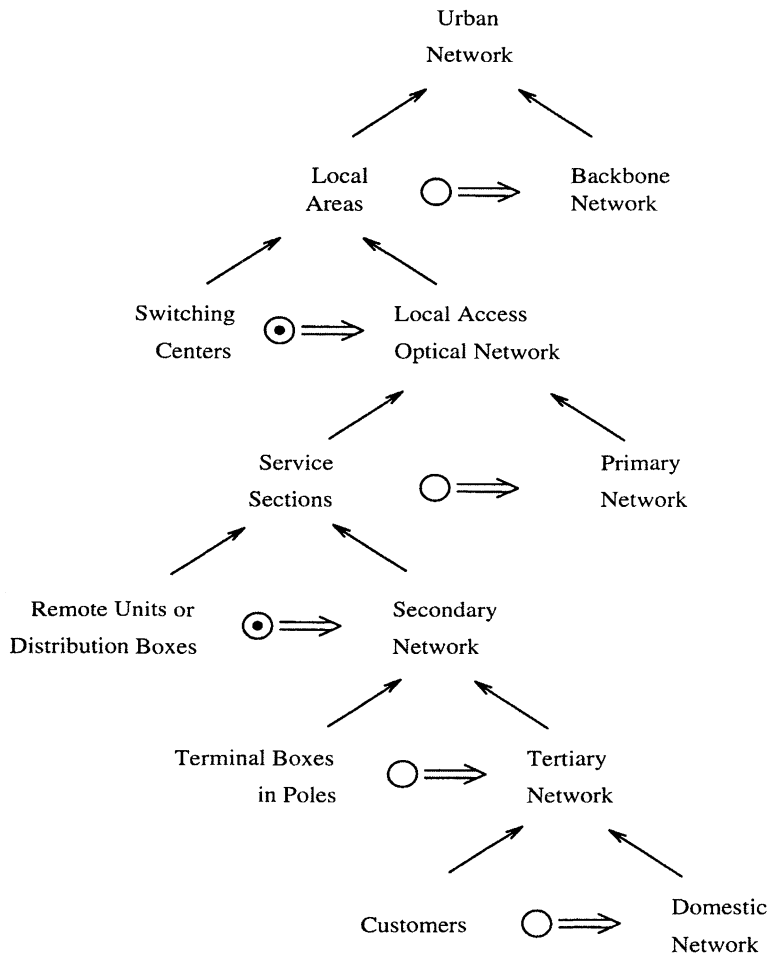 Urban
Network
Local
Areas
Backbone
Network
Switching
Centers
Local Access
Optical Network
Service
Sections
Primary
Network
Remote Units or
Distribution Boxes
Secondary
Network
Terminal Boxes
in Poles
Tertiary
Network
Customers
Domestic
Network